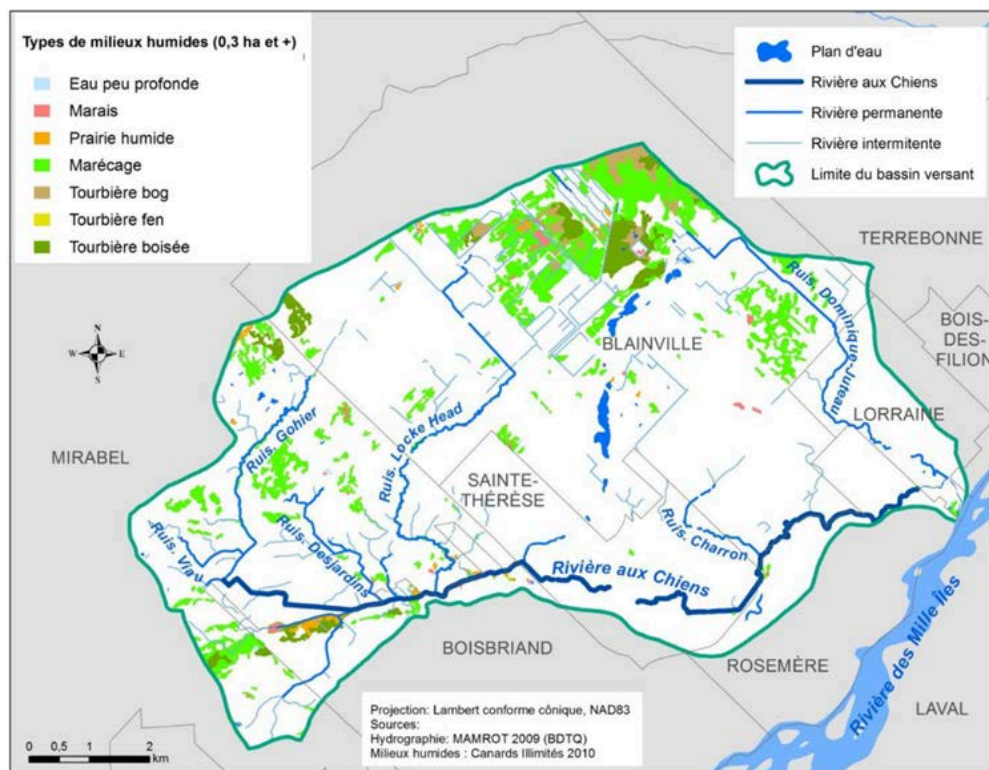 Types de milieux humides (0,3 ha et +)
Eau peu profonde
Marais
Prairie humide
Marécage
Tourbière bog
Tourbière fen
Tourbière boisée
Plan d'eau
Rivière aux Chiens
Rivière permanente
Rivière intermitente
Limite du bassin versant
TERREBONNE
BOIS-
DES-
FILION
Ruis. Dominique-Juteau
BLAINVILLE
LORRAINE
N
W E
S
MIRABEL
Ruis. Gohier
Ruis. Locke Head
SAINTE-
THÉRÈSE
Ruis. Viau
Ruis. Desjardins
Ruis. Charron
Rivière aux Chiens
BOISBRIAND
ROSEMÈRE
Rivière des Mille Îles
LAVAL
Projection: Lambert conforme cônique, NAD83
Sources:
Hydrographie: MAMROT 2009 (BDTQ)
Milieux humides : Canards Illimités 2010
0 0,5 1 2
km